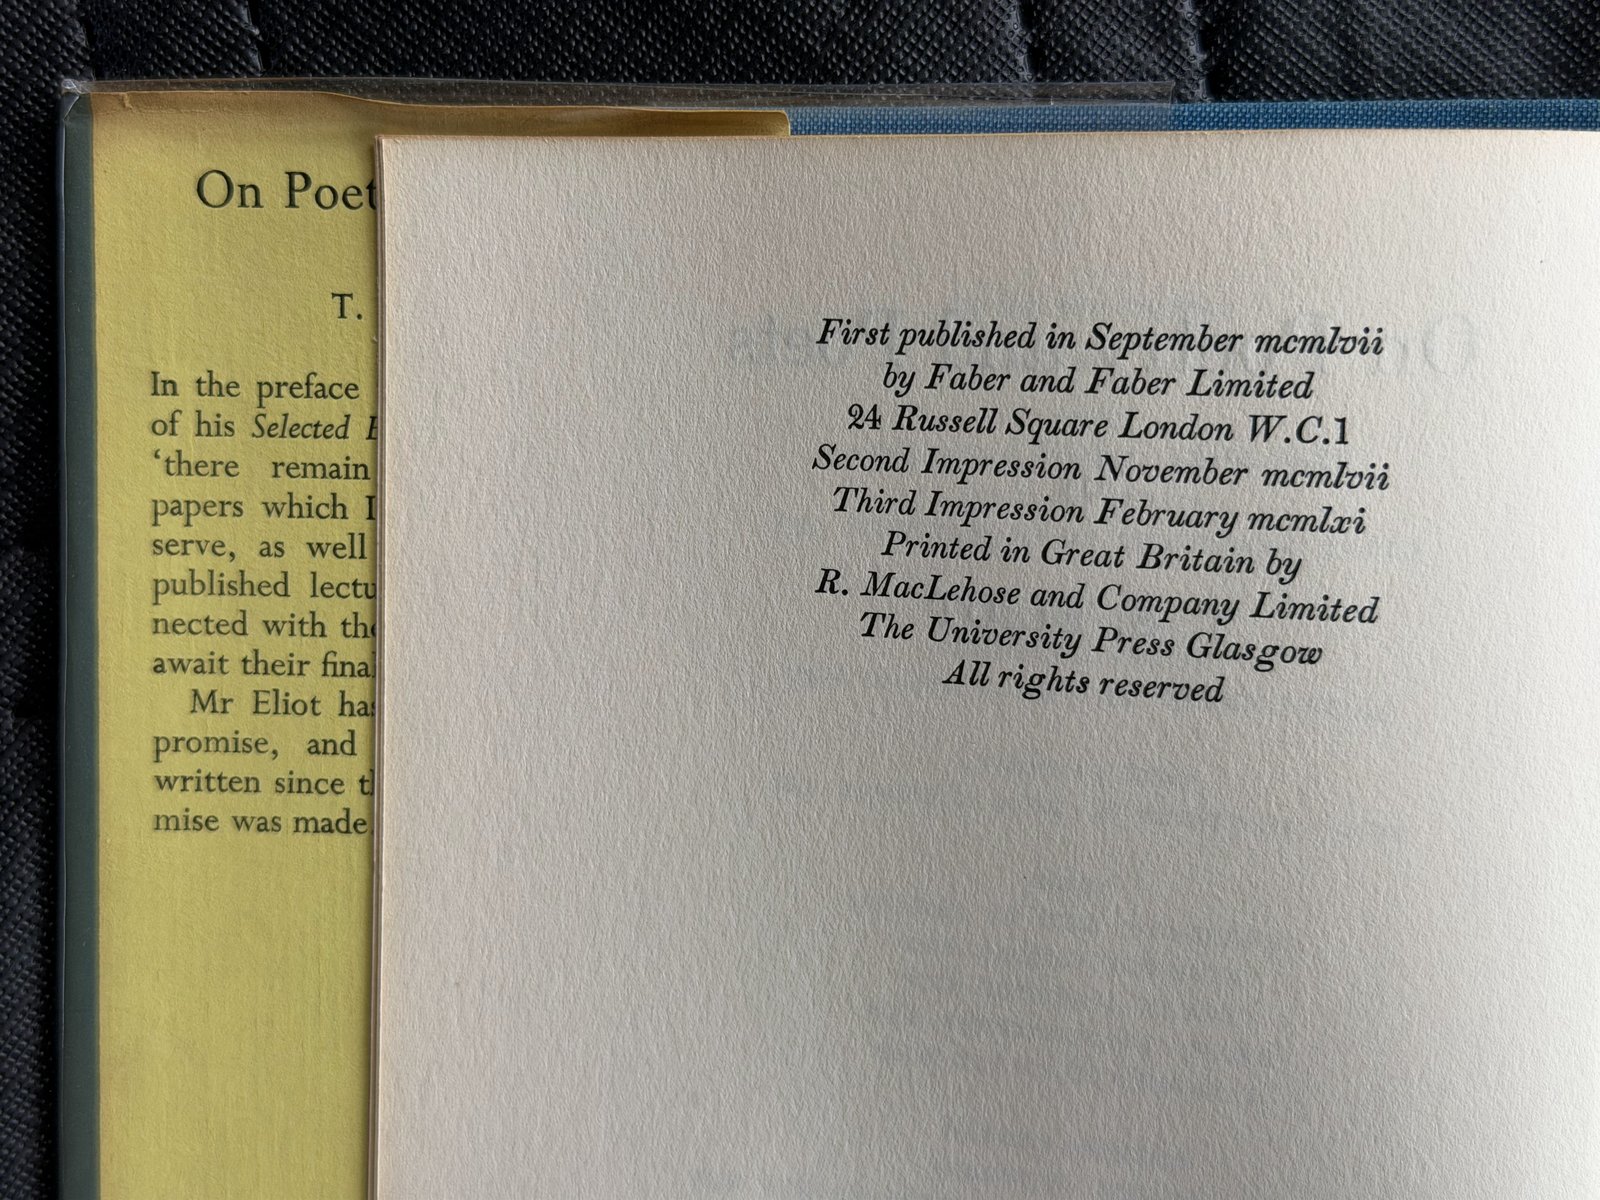 On Poet
T.
In the preface
of his Selected
'there remain
papers which I
serve, as well
published lectu
nected with the
await their final
Mr Eliot has
promise, and
written since th
mise was made
First published in September mcmlvii
by Faber and Faber Limited
24 Russell Square London W.C.1
Second Impression November mcmlvii
Third Impression February mcmlxi
Printed in Great Britain by
R. MacLehose and Company Limited
The University Press Glasgow
All rights reserved